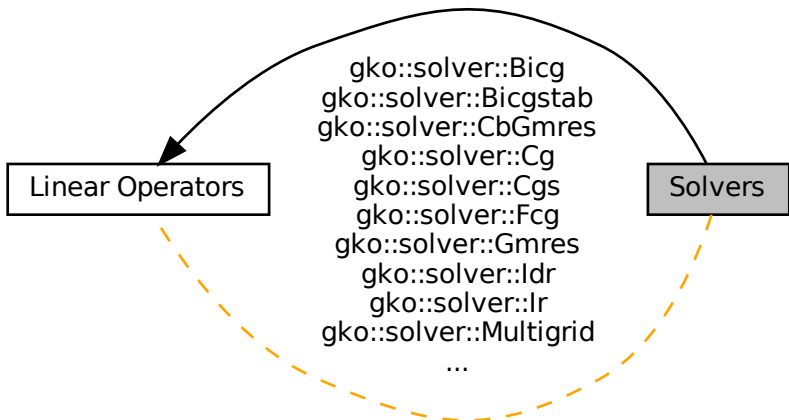 gko::solver::Bicg
gko::solver::Bicgstab
gko::solver::CbGmres
gko::solver::Cg
Linear Operators
gko::solver::Cgs
Solvers
gko::solver::Fcg
gko::solver::Gmres
gko::solver::Idr
gko::solver::Ir
gko::solver::Multigrid
...